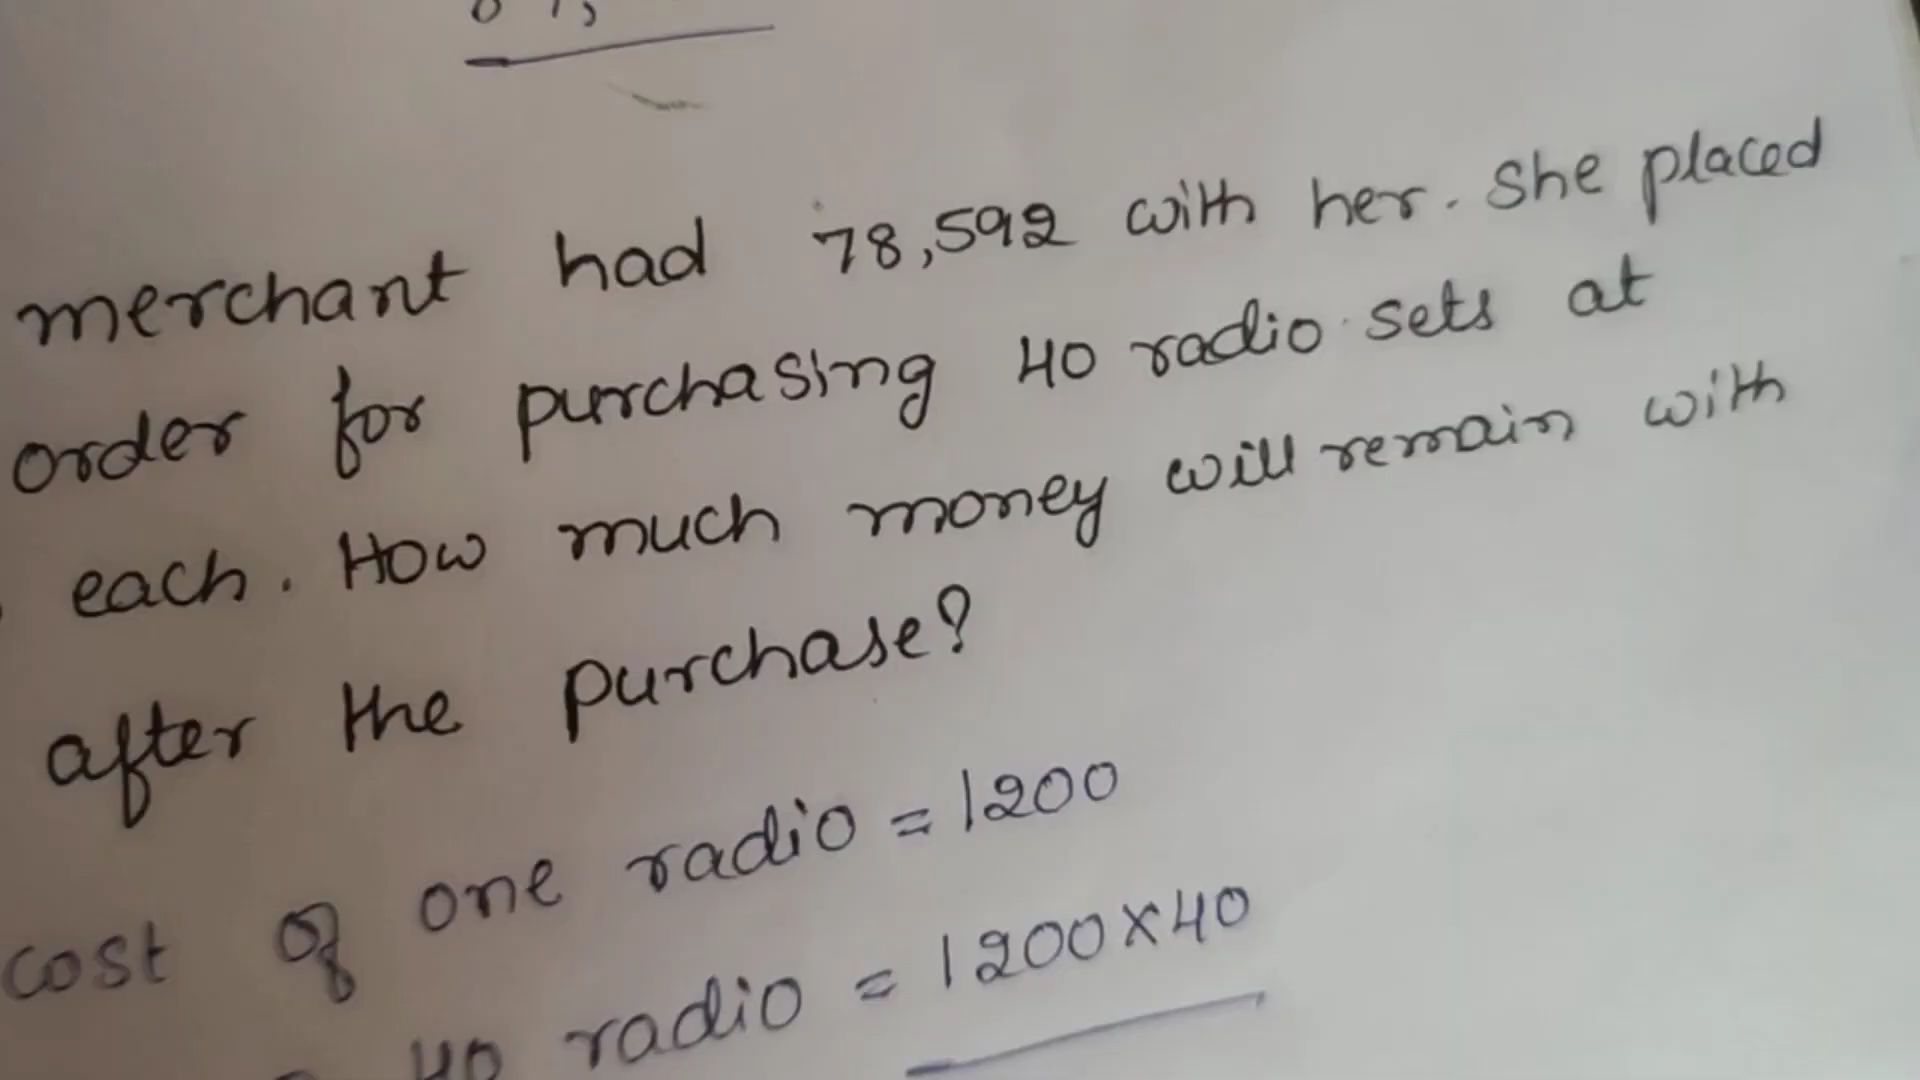 merchant had 78,592 with her. She placed
order for purchasing 40 radio sets at
each. How much money will remain with
after the purchase?
cost of one radio = 1200
40 radio = 1200x40